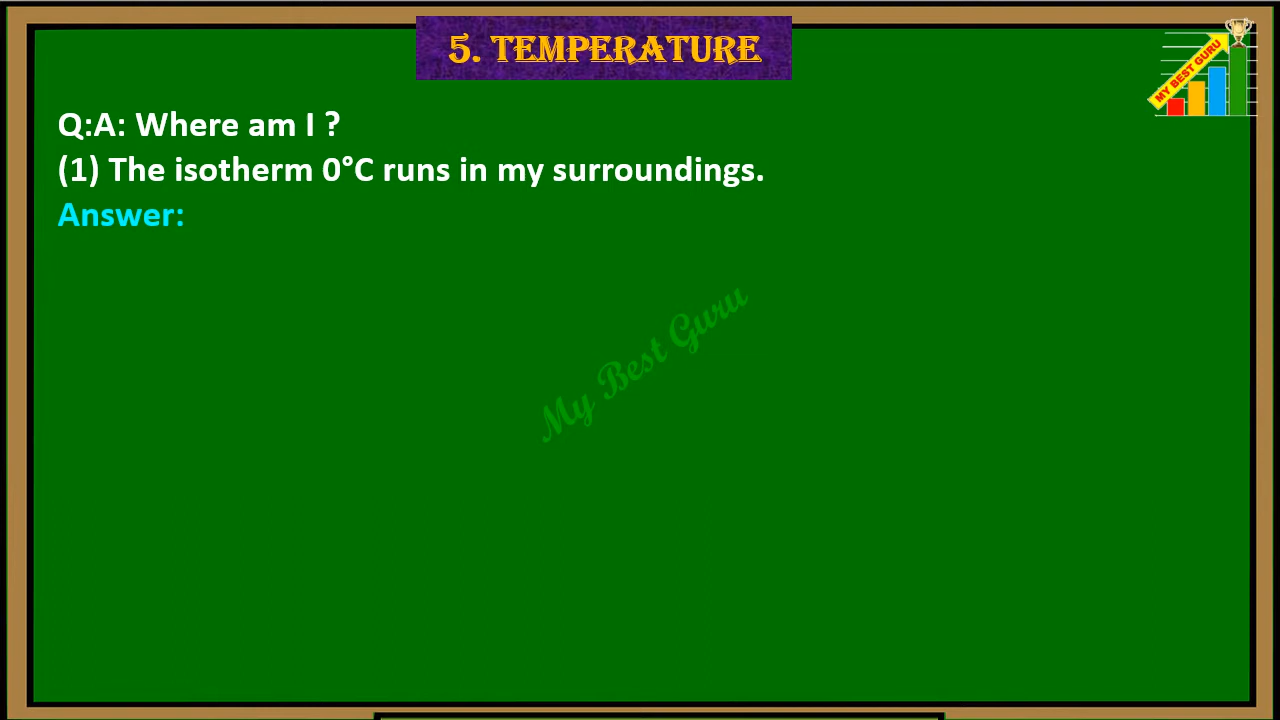 5. TEMPERATURE
MY BEST GURU
Q:A: Where am I ?
(1) The isotherm 0°C runs in my surroundings.
Answer:
My Best Guru